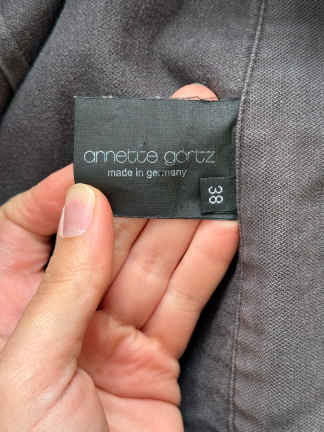 annette görtz
made in germany
38